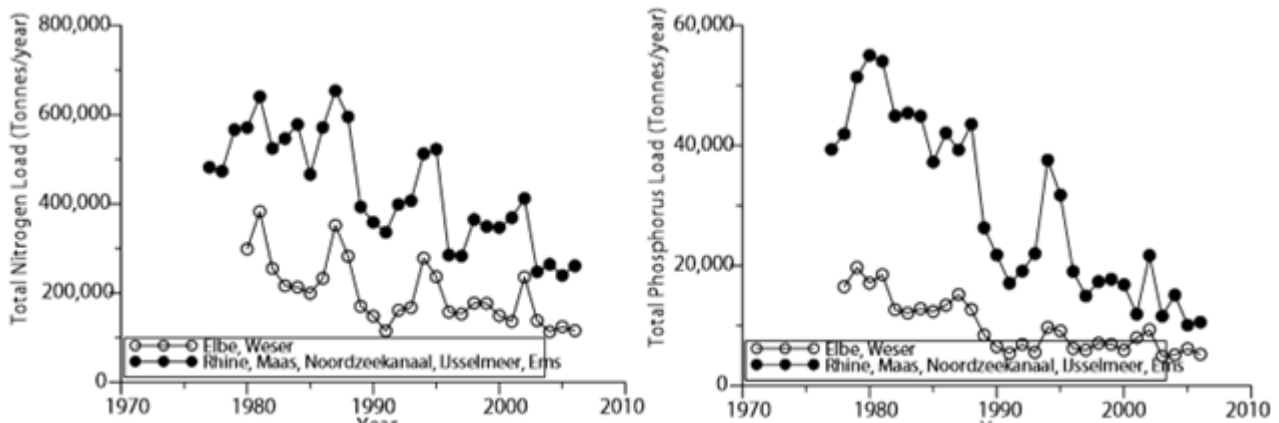 Total Nitrogen Load (Tonnes/year)
800,000
600,000
400,000
200,000
0
Elbe, Weser
Rhine, Maas, Noordzeekanaal, IJsselmeer, Ems
1970
1980
1990
2000
2010
Year
Total Phosphorus Load (Tonnes/year)
60,000
40,000
20,000
0
Elbe, Weser
Rhine, Maas, Noordzeekanaal, IJsselmeer, Ems
1970
1980
1990
2000
2010